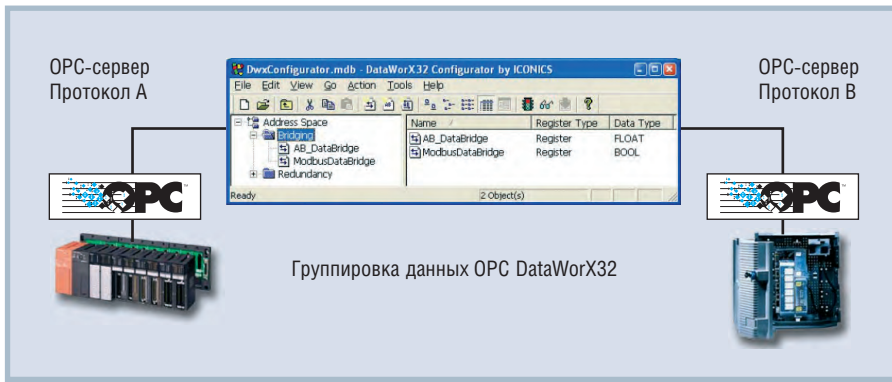 OPC-сервер
Протокол A
DwxConfigurator.mdb - DataWorX32 Configurator by ICONICS
File Edit View Go Action Tools Help
Address Space
Bridging
AB_DataBridge
ModbusDataBridge
Redundancy
Name Register Type Data Type
AB_DataBridge Register FLOAT
ModbusDataBridge Register BOOL
Ready 2 Object(s)
OPC-сервер
Протокол B
OPC
OPC
Группировка данных OPC DataWorX32